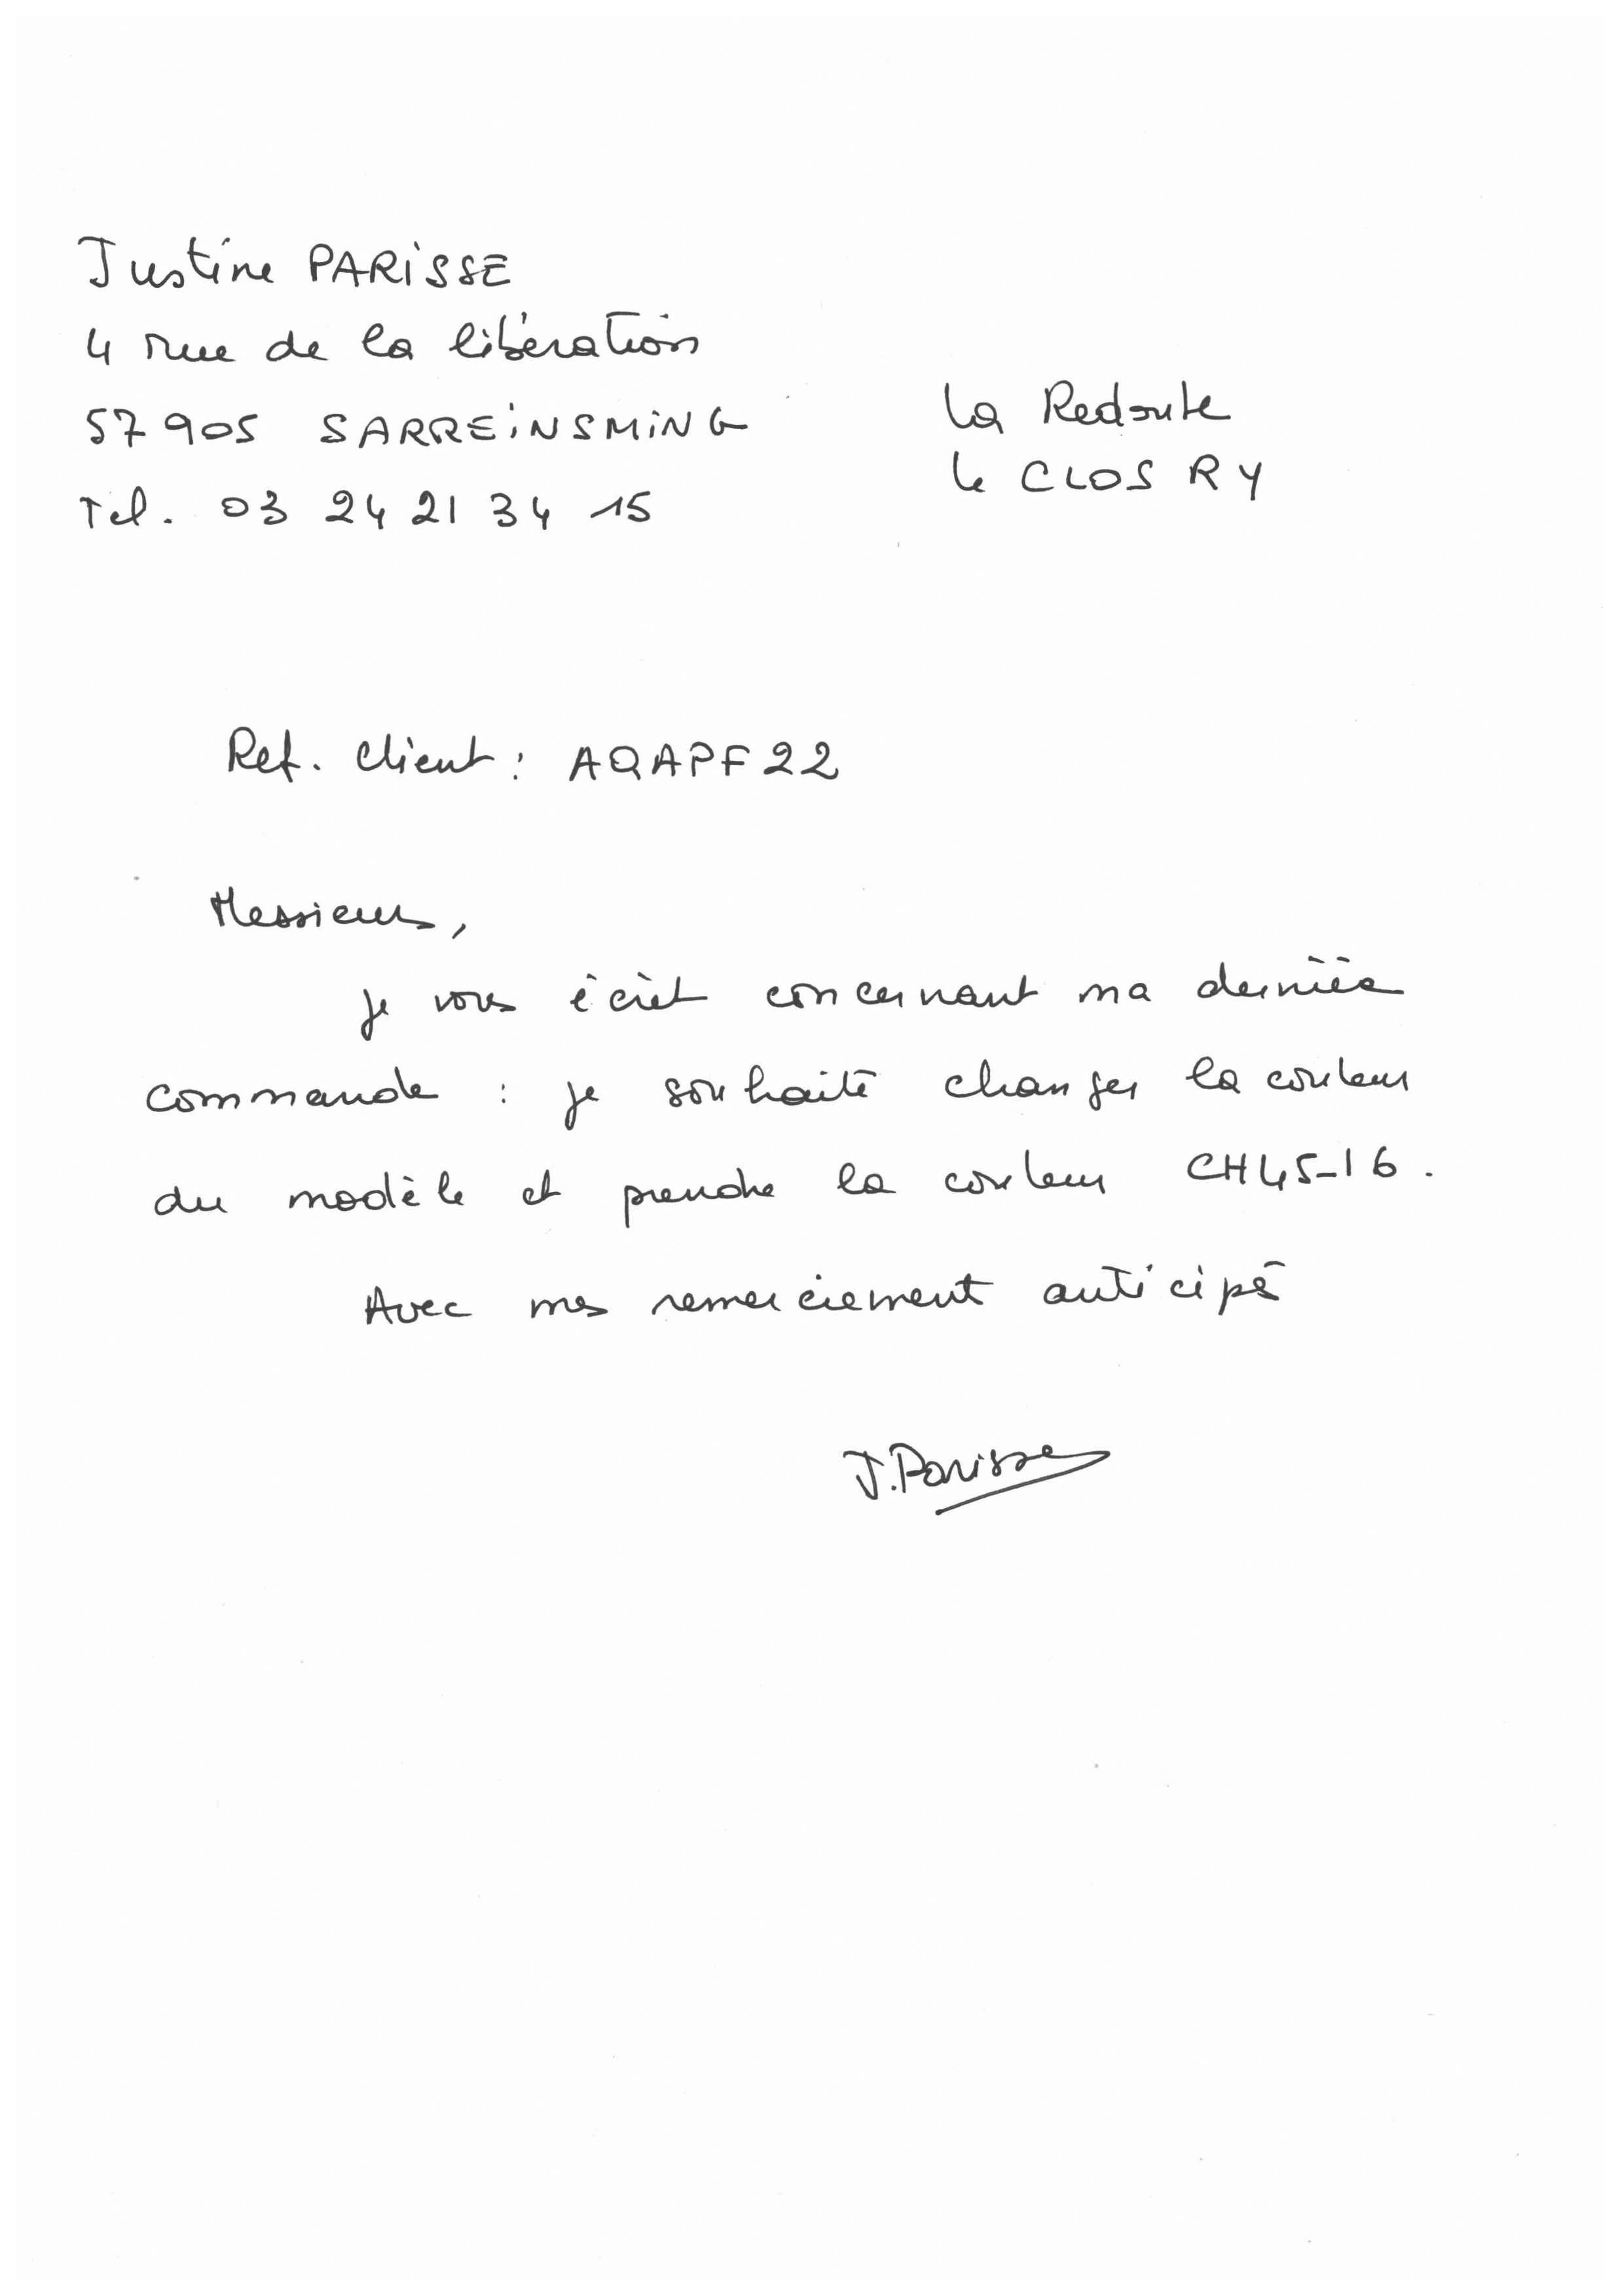 Justine PARISSE
4 rue de la libération
57905 SARREINSMING
Tel. 03 24 21 34 15
La Redoute
Le CLOS RY
Ref. client : AQAPF22
Messieurs,
Je vous écrit concernant ma dernière
commande : je souhaite changer la couleur
du modèle et prendre la couleur CH45-16.
Avec mes remerciement anticipé
J. Parisse